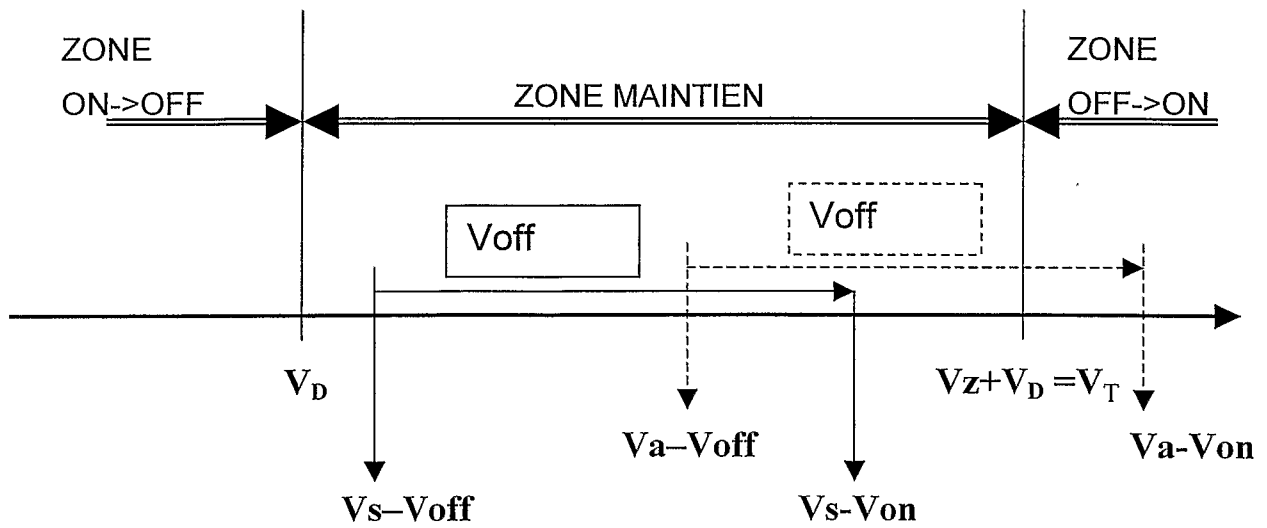 ZONE
ON->OFF
ZONE MAINTIEN
ZONE
OFF->ON
Voff
Voff
V_D
Vz+V_D =V_T
Va–Voff
Va-Von
Vs–Voff
Vs-Von